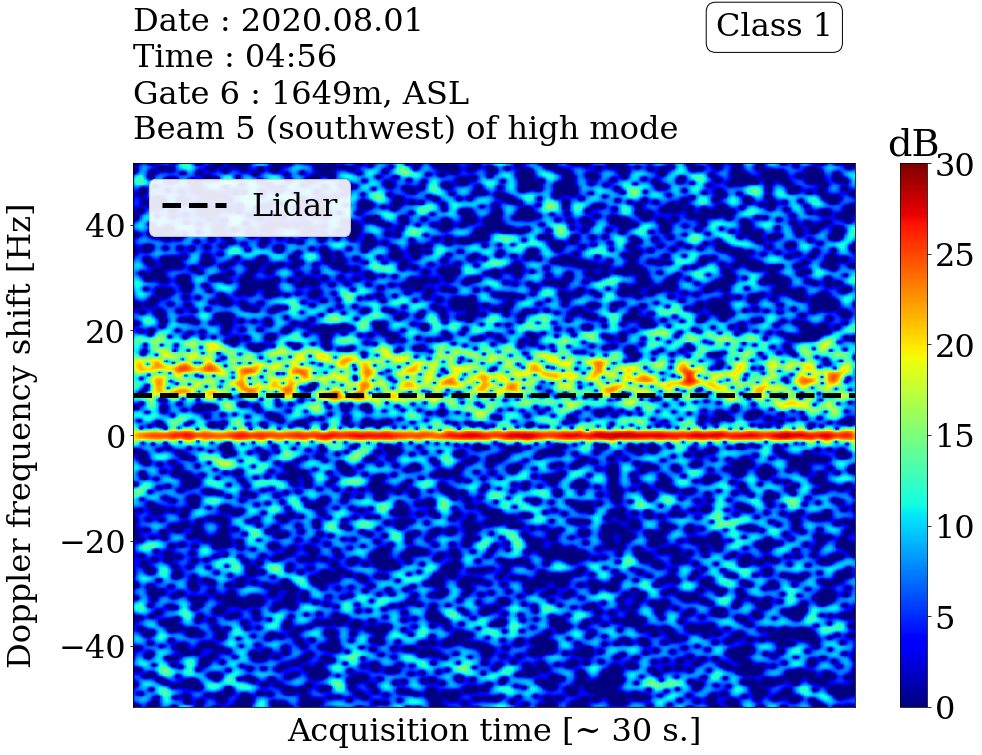 Date : 2020.08.01
Class 1
Time : 04:56
Gate 6 : 1649m, ASL
Beam 5 (southwest) of high mode
dB
Lidar
Doppler frequency shift [Hz]
40
20
0
−20
−40
Acquisition time [~ 30 s.]
30
25
20
15
10
5
0